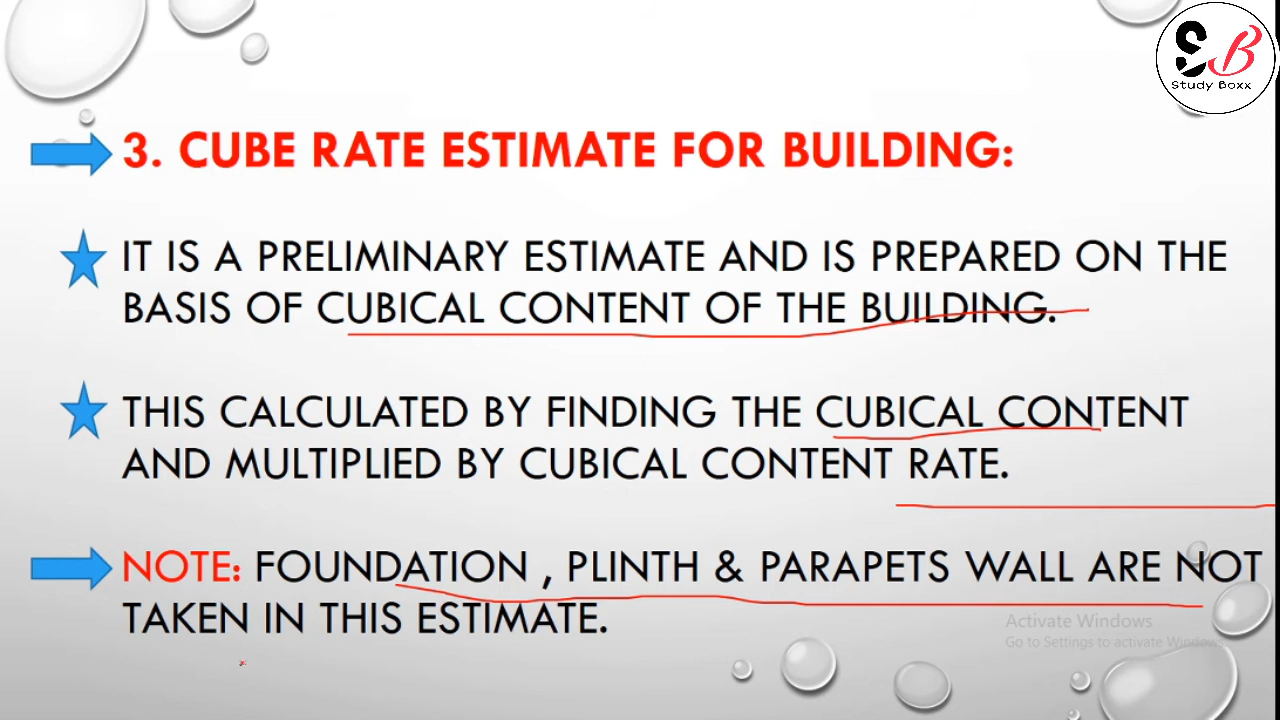 SB
Study Boxx
3. CUBE RATE ESTIMATE FOR BUILDING:
IT IS A PRELIMINARY ESTIMATE AND IS PREPARED ON THE
BASIS OF CUBICAL CONTENT OF THE BUILDING.
THIS CALCULATED BY FINDING THE CUBICAL CONTENT
AND MULTIPLIED BY CUBICAL CONTENT RATE.
NOTE: FOUNDATION , PLINTH & PARAPETS WALL ARE NOT
TAKEN IN THIS ESTIMATE.
Activate Windows
Go to Settings to activate Windows.